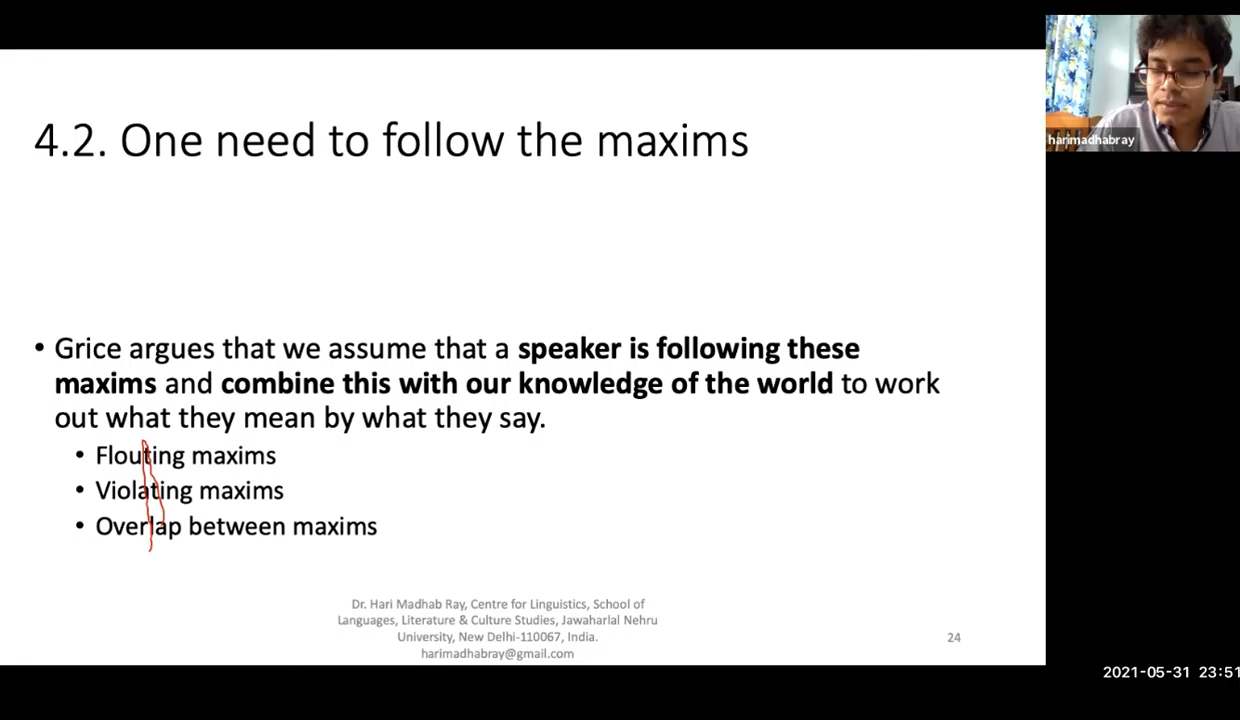 4.2. One need to follow the maxims
harimadhabray
• Grice argues that we assume that a speaker is following these
maxims and combine this with our knowledge of the world to work
out what they mean by what they say.
• Flouting maxims
• Violating maxims
• Overlap between maxims
Dr. Hari Madhab Ray, Centre for Linguistics, School of
Languages, Literature & Culture Studies, Jawaharlal Nehru
University, New Delhi-110067, India.
harimadhabray@gmail.com
24
2021-05-31 23:51